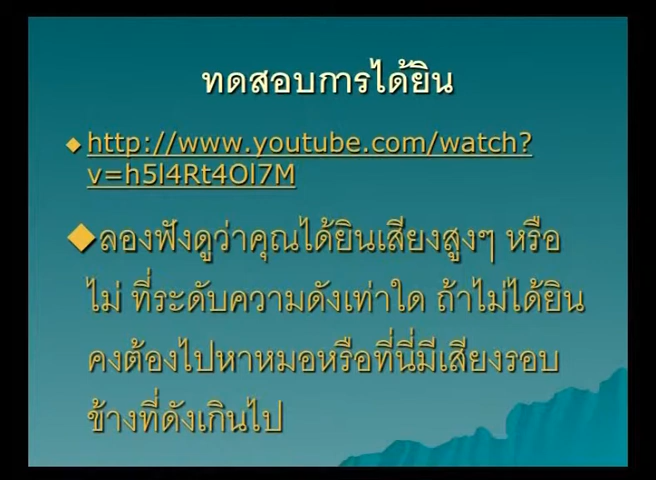 ทดสอบการได้ยิน
http://www.youtube.com/watch?
v=h5l4Rt4Ol7M
ลองฟังดูว่าคุณได้ยินเสียงสูงๆ หรือ
ไม่ ที่ระดับความดังเท่าใด ถ้าไม่ได้ยิน
คงต้องไปหาหมอหรือที่นี่มีเสียงรอบ
ข้างที่ดังเกินไป